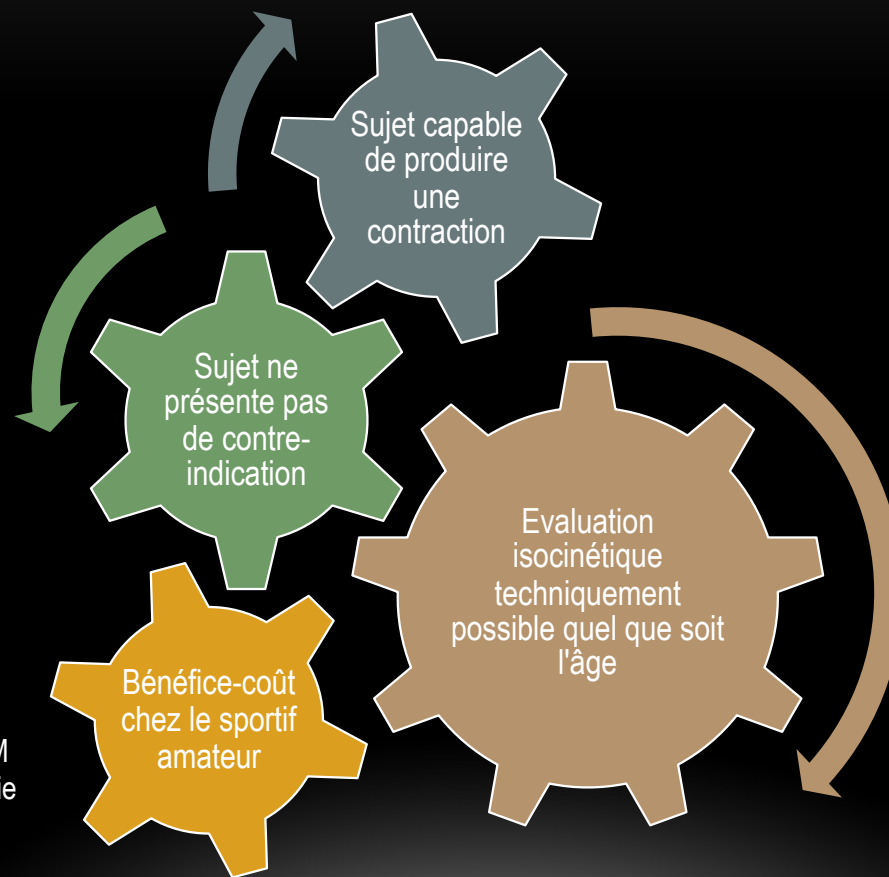 Sujet capable
de produire
une
contraction
Sujet ne
présente pas
de contre-
indication
Evaluation
isocinétique
techniquement
possible quel que soit
l'âge
Bénéfice-coût
chez le sportif
amateur